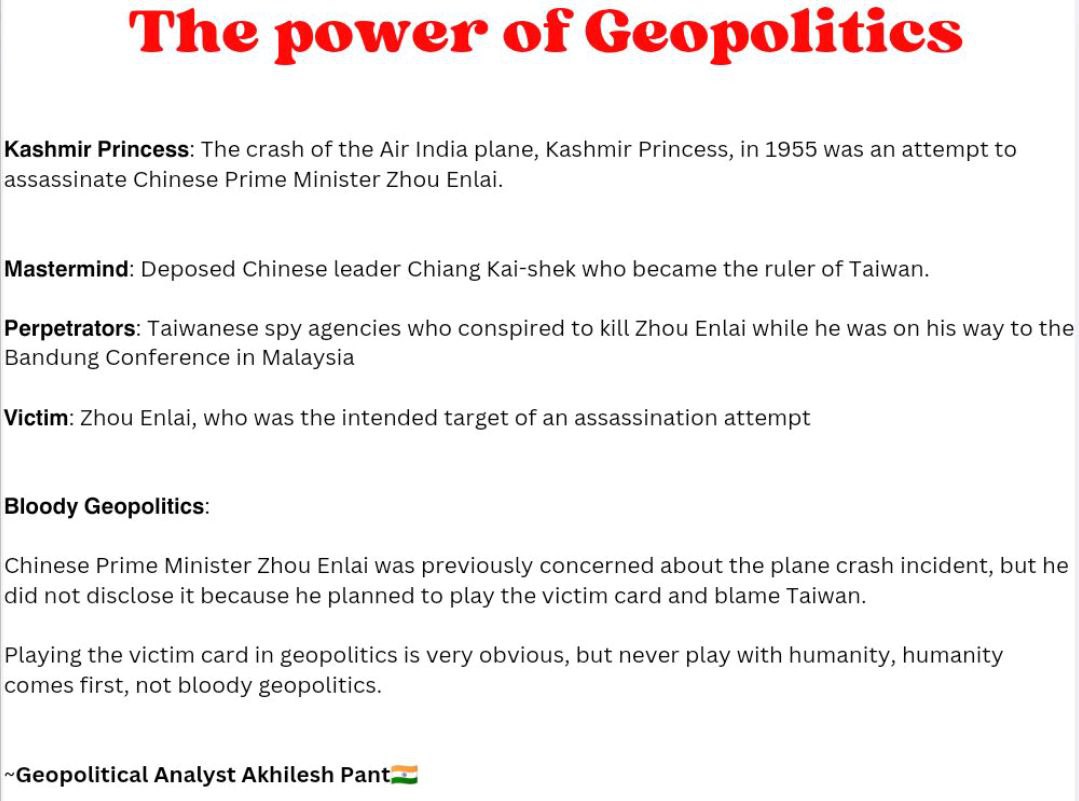 The power of Geopolitics
Kashmir Princess: The crash of the Air India plane, Kashmir Princess, in 1955 was an attempt to
assassinate Chinese Prime Minister Zhou Enlai.
Mastermind: Deposed Chinese leader Chiang Kai-shek who became the ruler of Taiwan.
Perpetrators: Taiwanese spy agencies who conspired to kill Zhou Enlai while he was on his way to the
Bandung Conference in Malaysia
Victim: Zhou Enlai, who was the intended target of an assassination attempt
Bloody Geopolitics:
Chinese Prime Minister Zhou Enlai was previously concerned about the plane crash incident, but he
did not disclose it because he planned to play the victim card and blame Taiwan.
Playing the victim card in geopolitics is very obvious, but never play with humanity, humanity
comes first, not bloody geopolitics.
~Geopolitical Analyst Akhilesh Pant🇮🇳